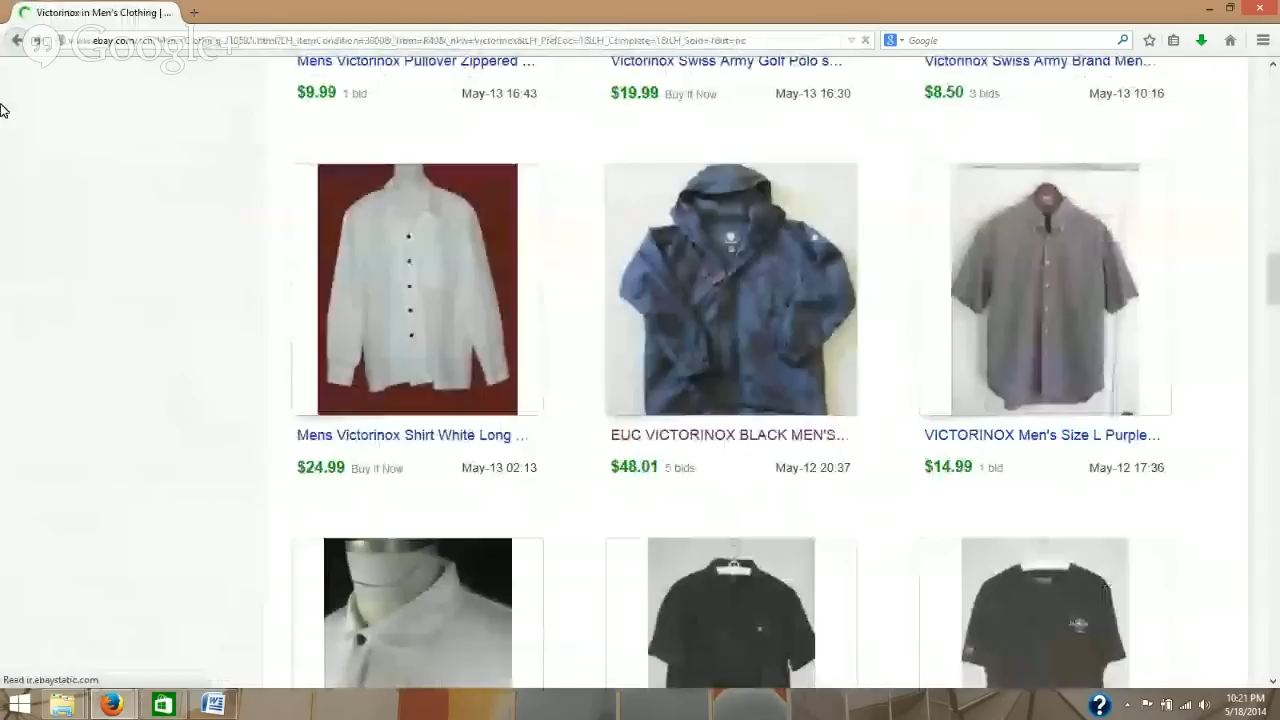 Victorinox in Men's Clothing |...
Google+
Google
Mens Victorinox Pullover Zippered ...
Victorinox Swiss Army Golf Polo s...
Victorinox Swiss Army Brand Men...
$9.99 1 bid May-13 16:43
$19.99 Buy It Now May-13 16:30
$8.50 3 bids May-13 10:16
Mens Victorinox Shirt White Long ...
EUC VICTORINOX BLACK MEN'S...
VICTORINOX Men's Size L Purple...
$24.99 Buy It Now May-13 02:13
$48.01 5 bids May-12 20:37
$14.99 1 bid May-12 17:36
Read ir.ebaystatic.com
10:21 PM
5/18/2014